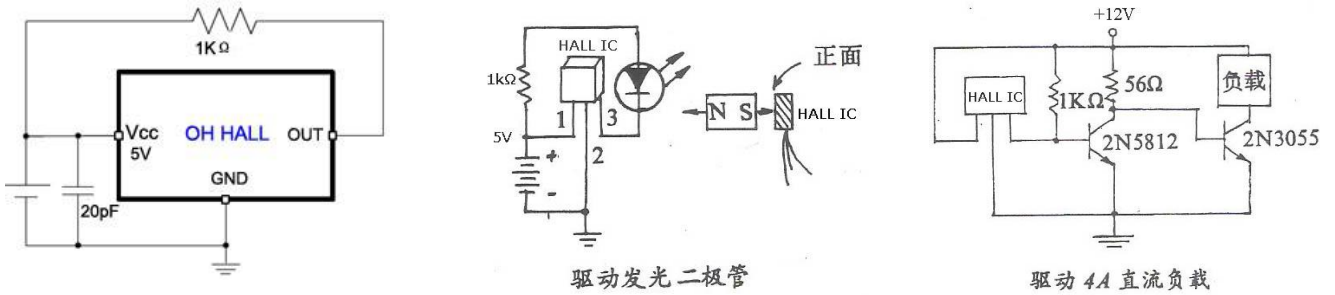 1KΩ
Vcc
5V
OH HALL
OUT
GND
20pF
HALL IC
1kΩ
1
3
5V
2
+
-
正面
N S
HALL IC
驱动发光二极管
+12V
HALL IC
1KΩ
56Ω
负载
2N5812
2N3055
驱动4A直流负载